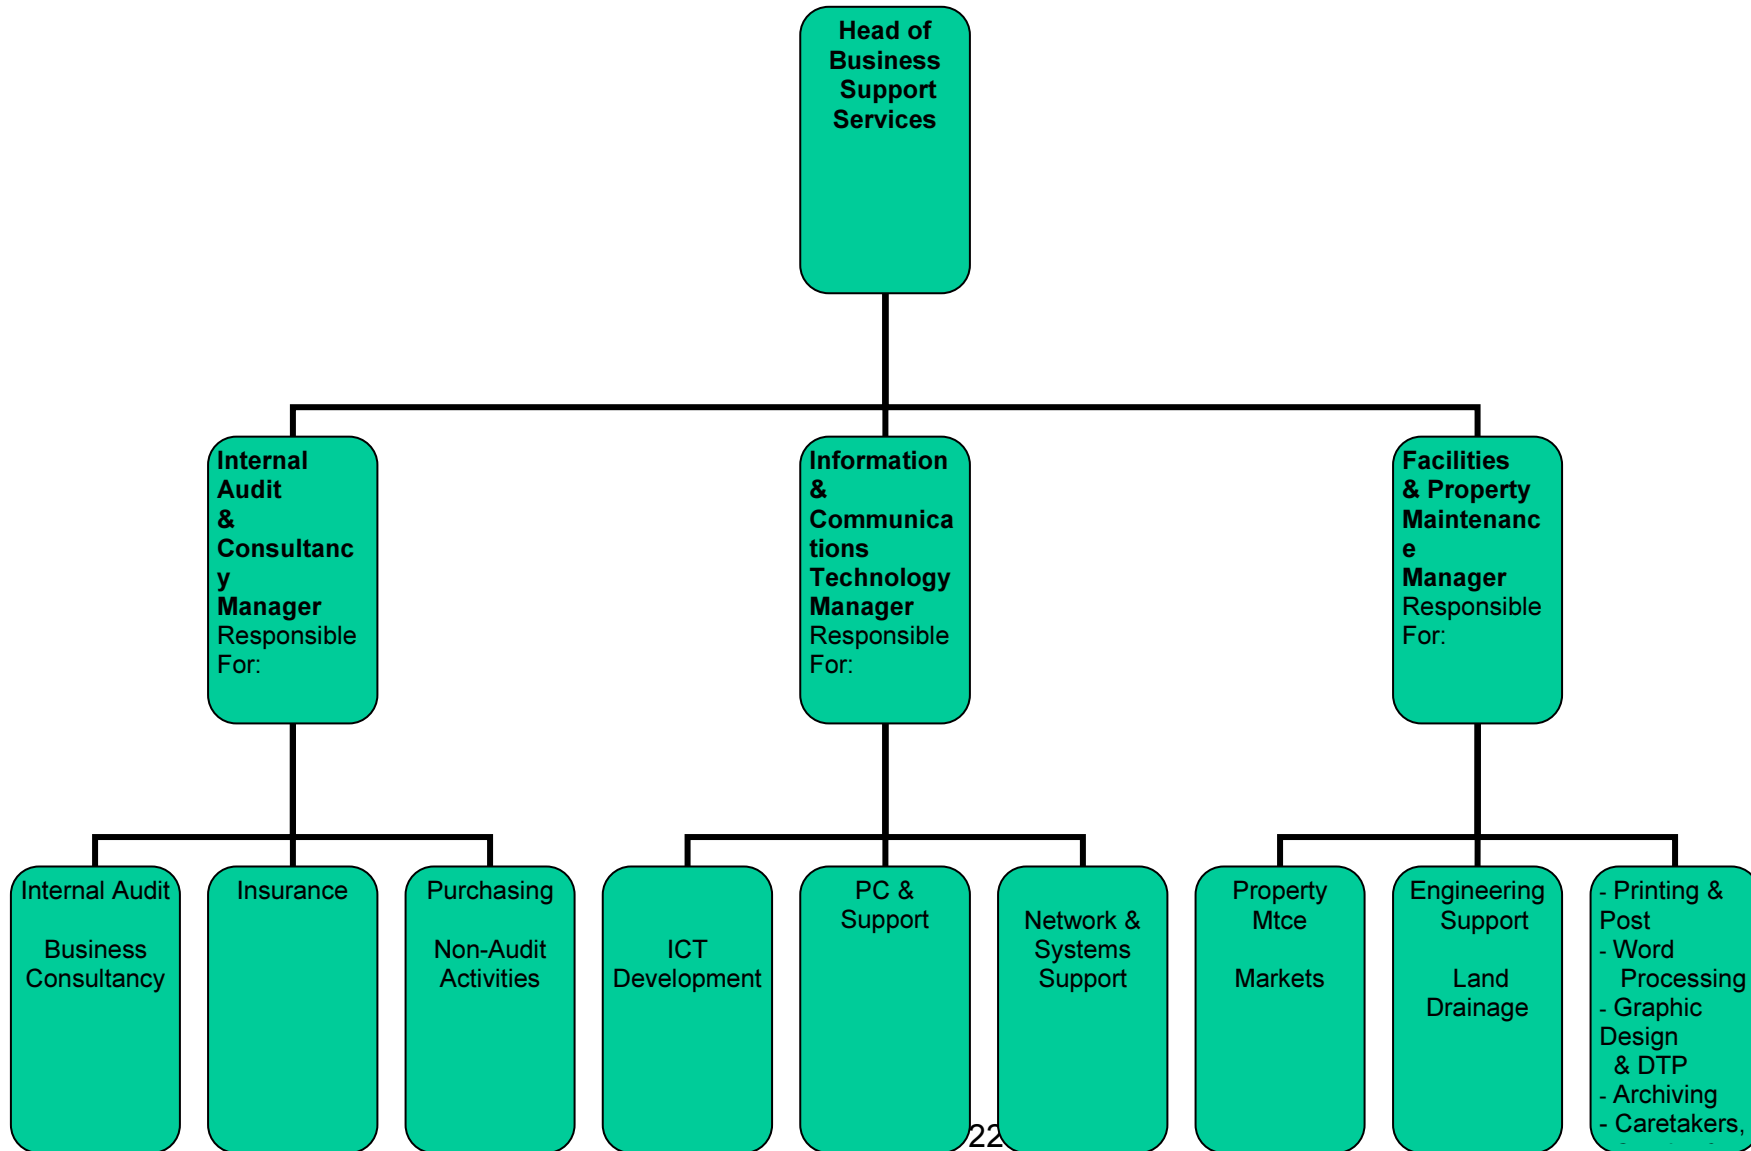 Head of
Business
Support
Services
Internal
Audit
&
Consultanc
y
Manager
Responsible
For:
Information
&
Communica
tions
Technology
Manager
Responsible
For:
Facilities
& Property
Maintenanc
e
Manager
Responsible
For:
Internal Audit
Business
Consultancy
Insurance
Purchasing
Non-Audit
Activities
ICT
Development
PC &
Support
Network &
Systems
Support
Property
Mtce
Markets
Engineering
Support
Land
Drainage
- Printing &
Post
- Word
Processing
- Graphic
Design
& DTP
- Archiving
- Caretakers,
22